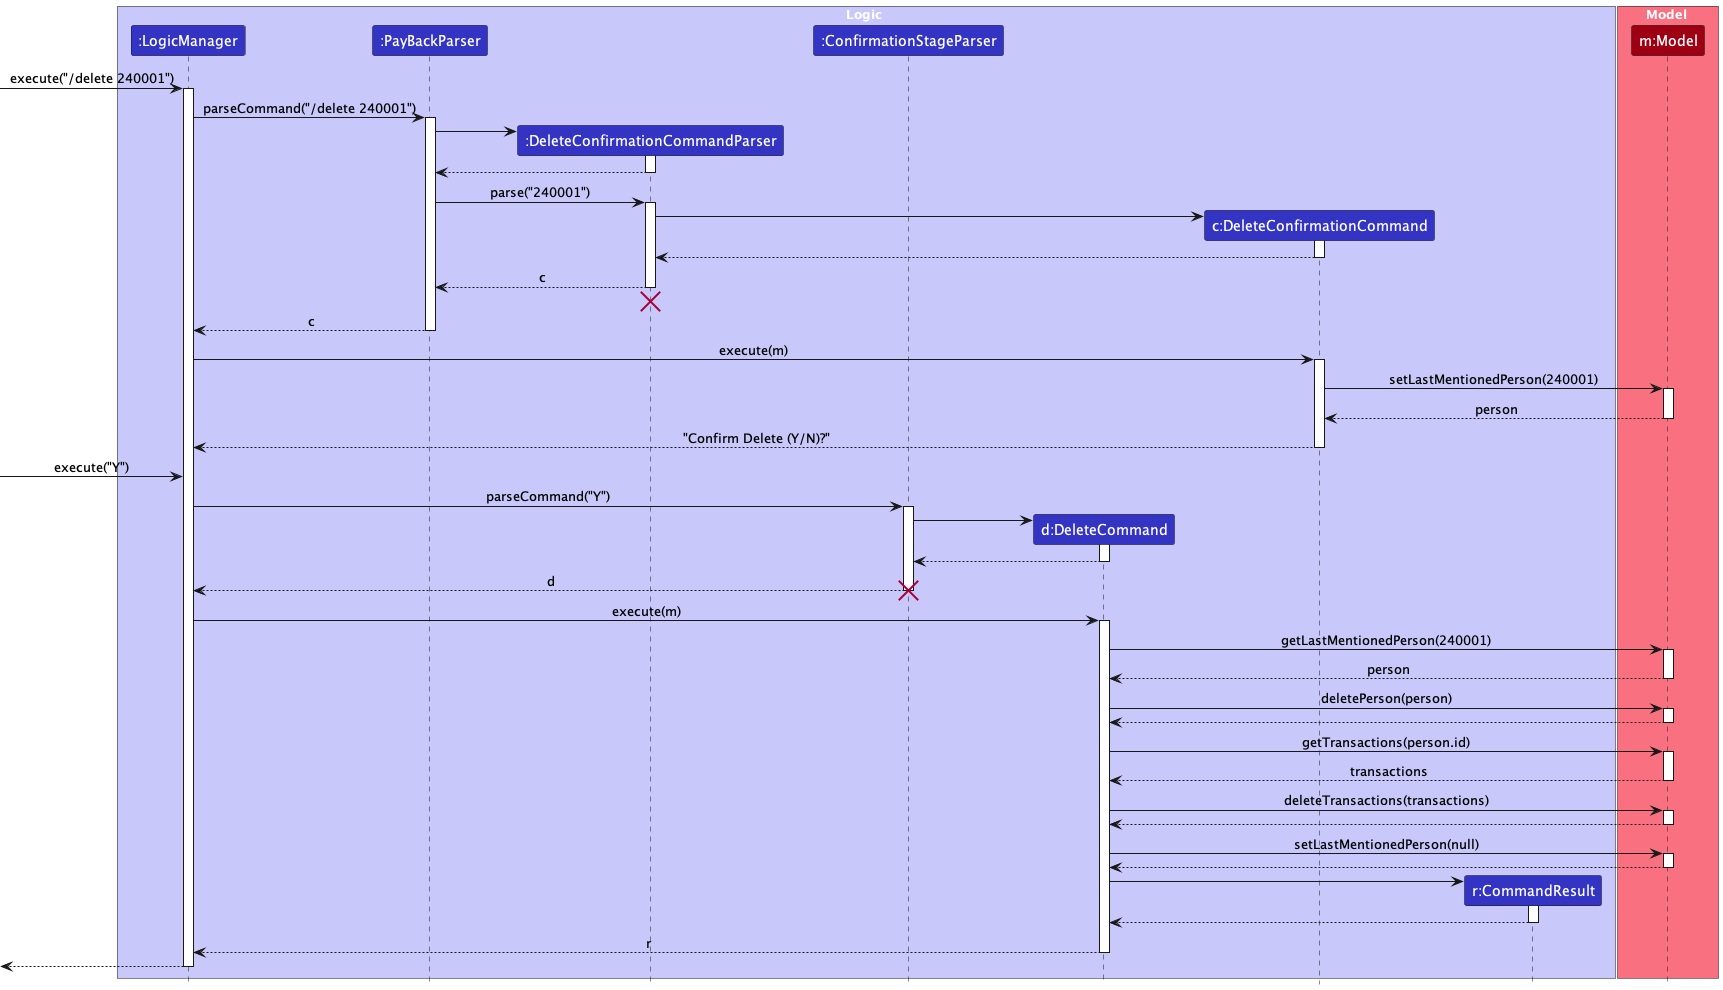 Logic
Model
:LogicManager
:PayBackParser
:ConfirmationStageParser
m:Model
execute("/delete 240001")
parseCommand("/delete 240001")
:DeleteConfirmationCommandParser
parse("240001")
c:DeleteConfirmationCommand
c
c
execute(m)
setLastMentionedPerson(240001)
person
"Confirm Delete (Y/N)?"
execute("Y")
parseCommand("Y")
d:DeleteCommand
d
execute(m)
getLastMentionedPerson(240001)
person
deletePerson(person)
getTransactions(person.id)
transactions
deleteTransactions(transactions)
setLastMentionedPerson(null)
r:CommandResult
r